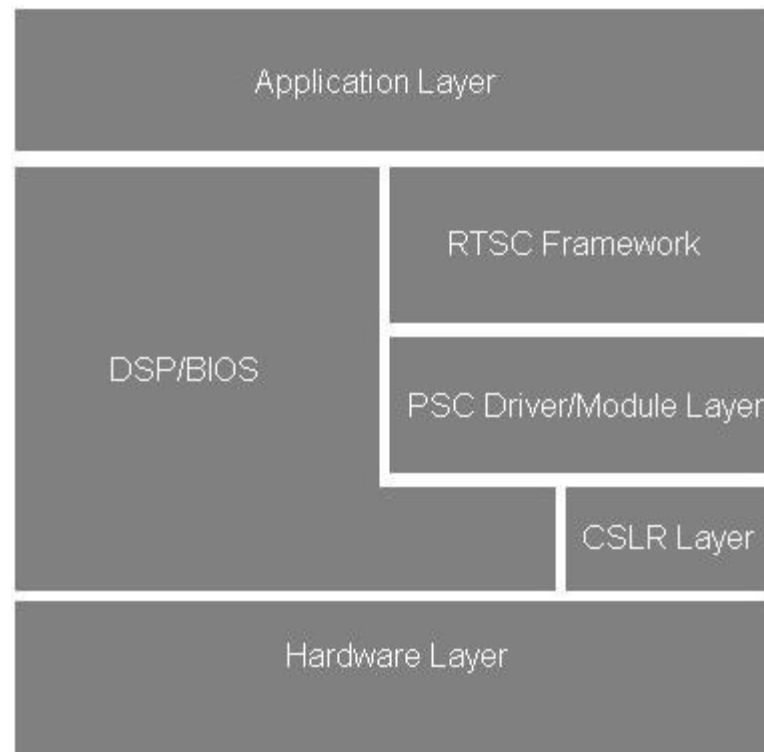 Application Layer
RTSC Framework
DSP/BIOS
PSC Driver/Module Layer
CSLR Layer
Hardware Layer